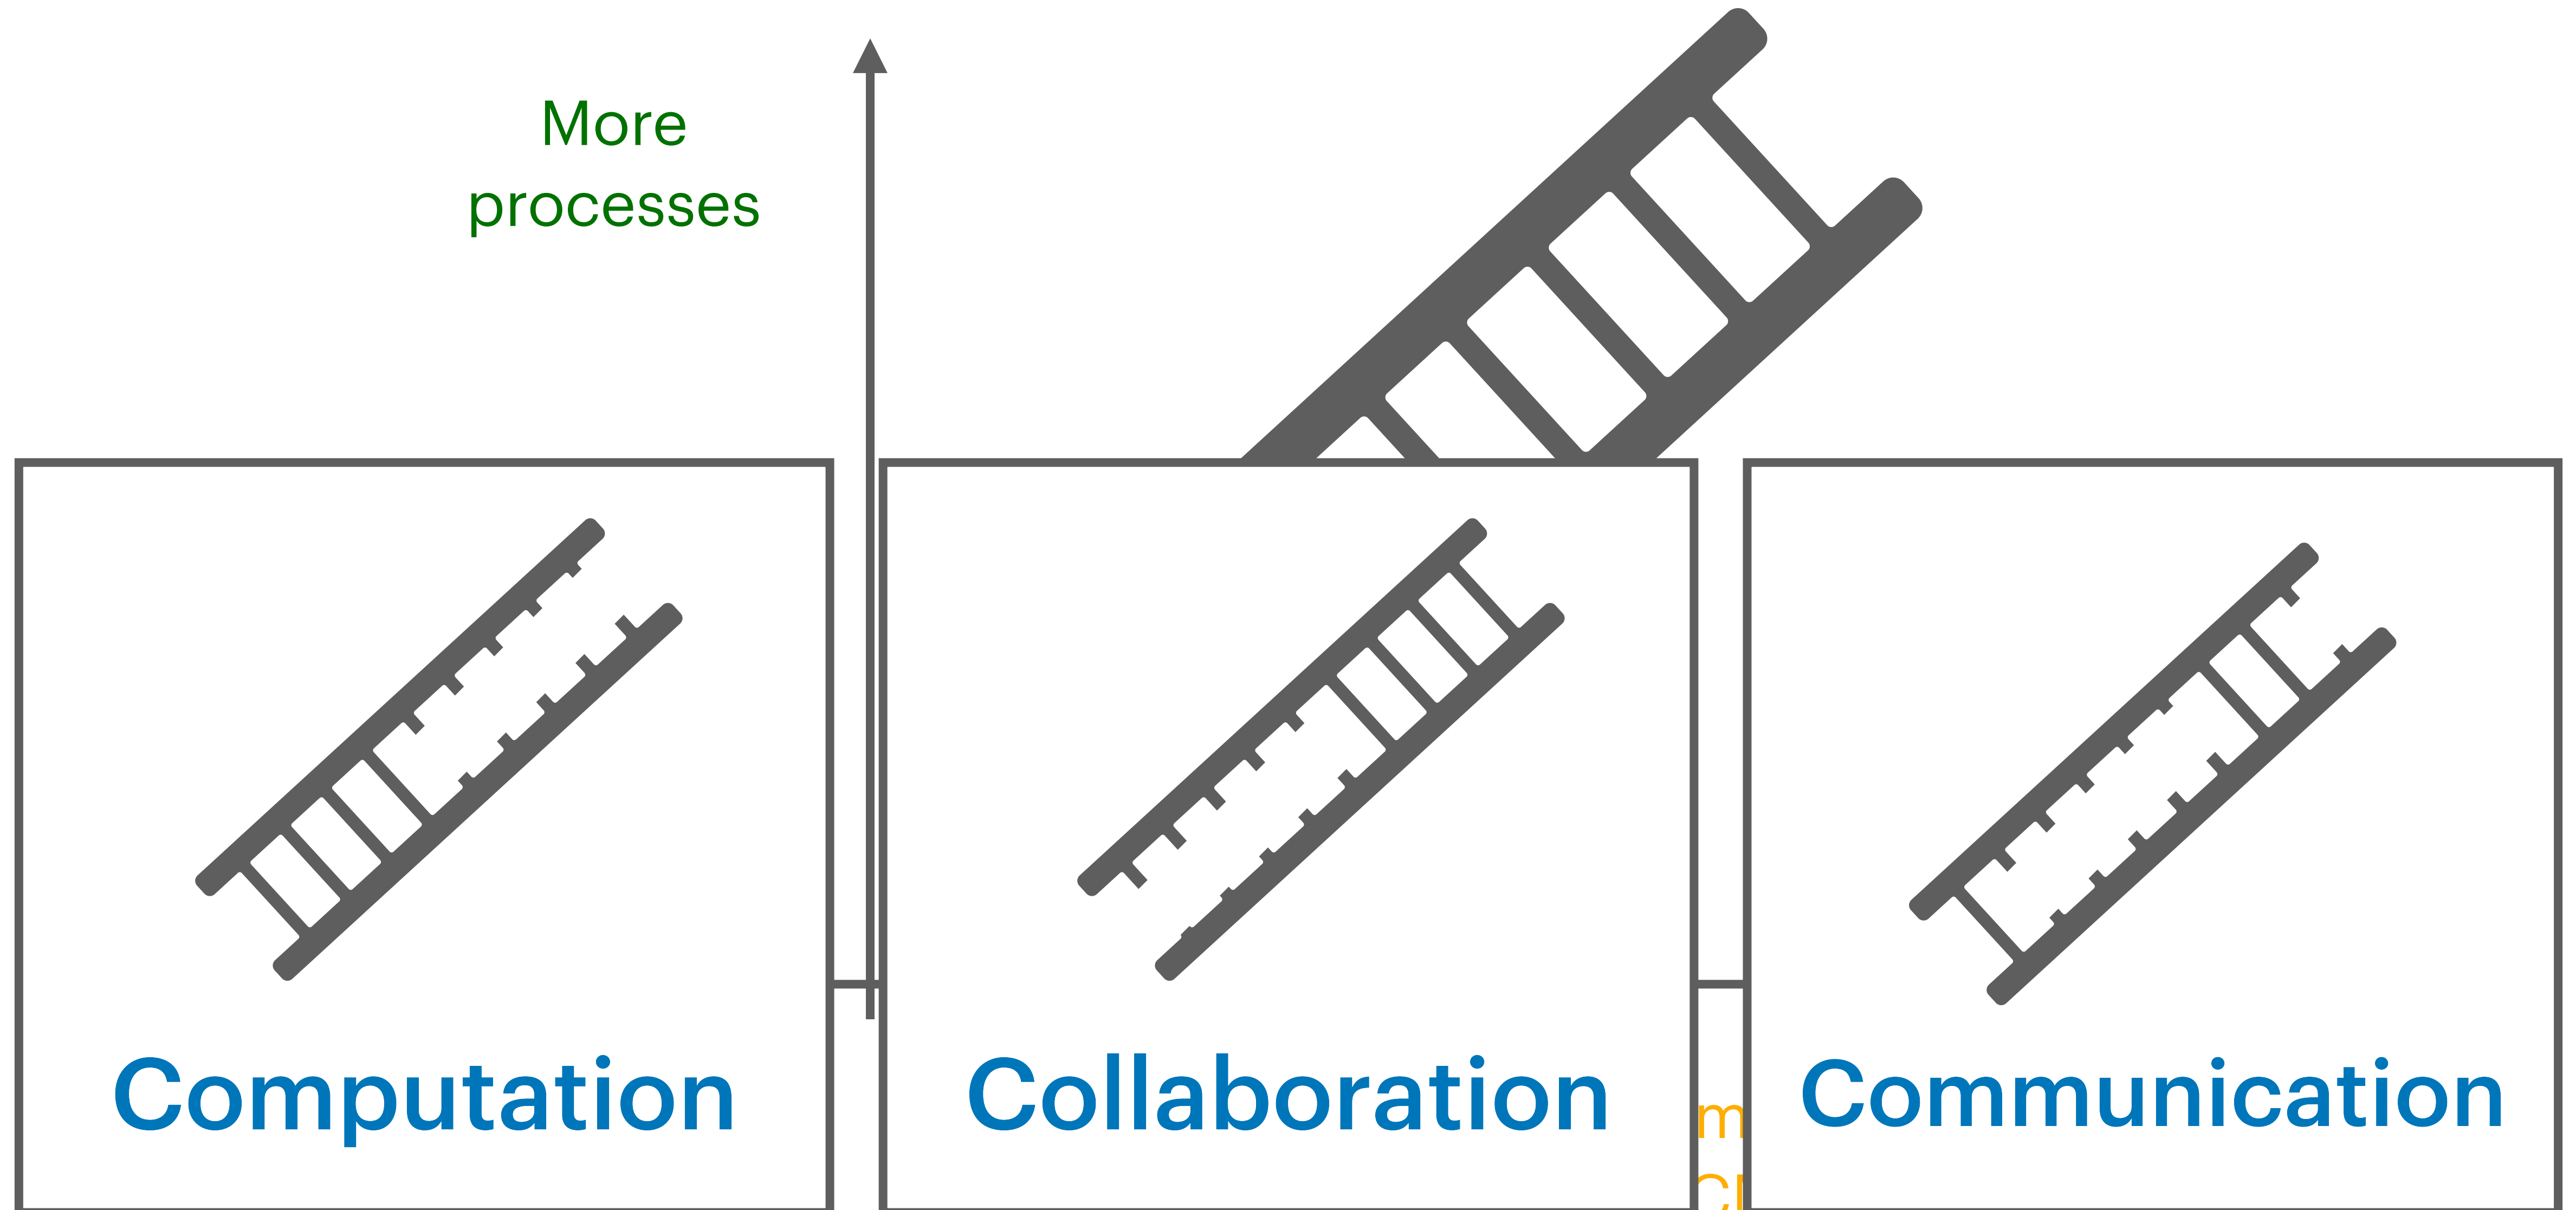 More
processes
Computation
Collaboration
Communication